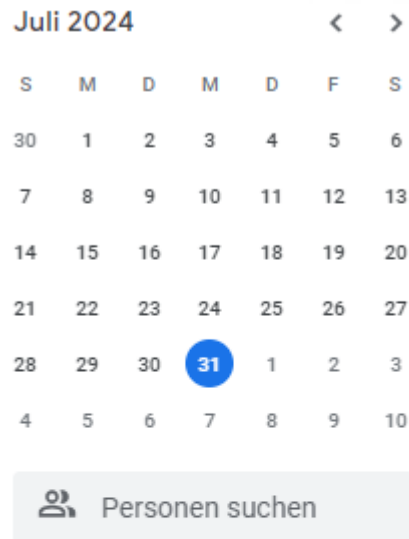 Juli 2024
S M D M D F S
30 1 2 3 4 5 6
7 8 9 10 11 12 13
14 15 16 17 18 19 20
21 22 23 24 25 26 27
28 29 30 31 1 2 3
4 5 6 7 8 9 10
Personen suchen